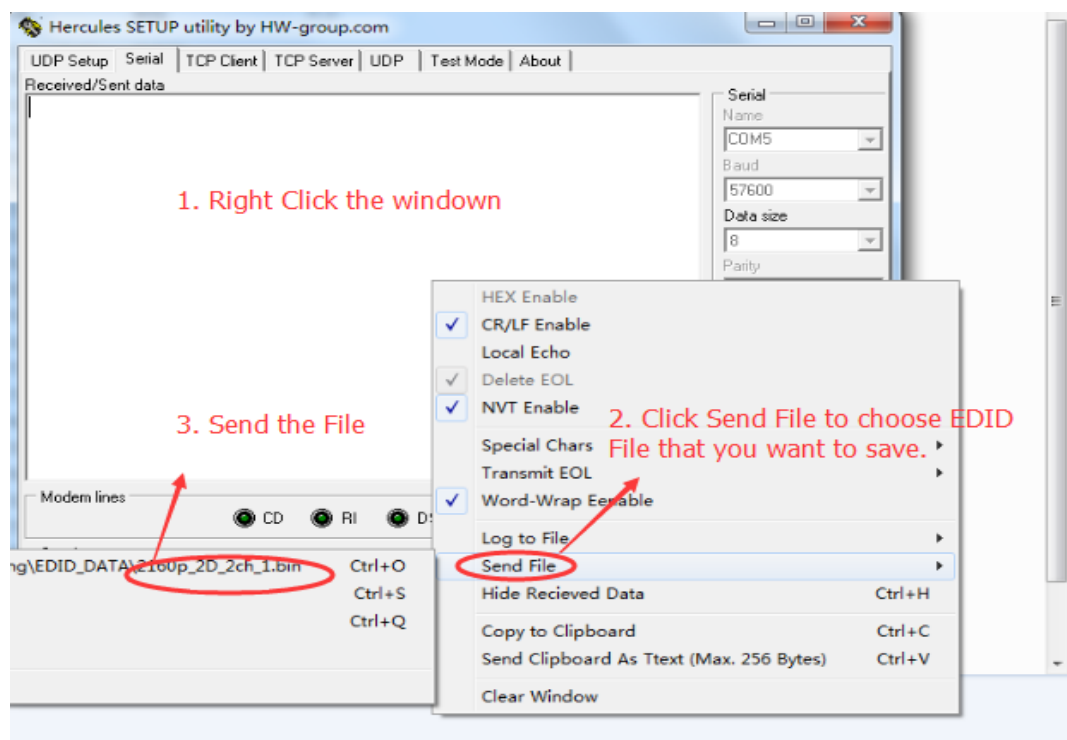 Hercules SETUP utility by HW-group.com
UDP Setup Serial TCP Client TCP Server UDP Test Mode About
Received/Sent data
Serial
Name
COM5
Baud
57600
Data size
8
Parity
1. Right Click the windown
HEX Enable
CR/LF Enable
Local Echo
Delete EOL
NVT Enable
3. Send the File
2. Click Send File to choose EDID
File that you want to save.
Special Chars
Transmit EOL
Word-Wrap Eenable
Modem lines
CD RI
Log to File
g\EDID_DATA\2160p_2D_2ch_1.bin Ctrl+O
Send File
Ctrl+S
Hide Recieved Data Ctrl+H
Ctrl+Q
Copy to Clipboard Ctrl+C
Send Clipboard As Ttext (Max. 256 Bytes) Ctrl+V
Clear Window